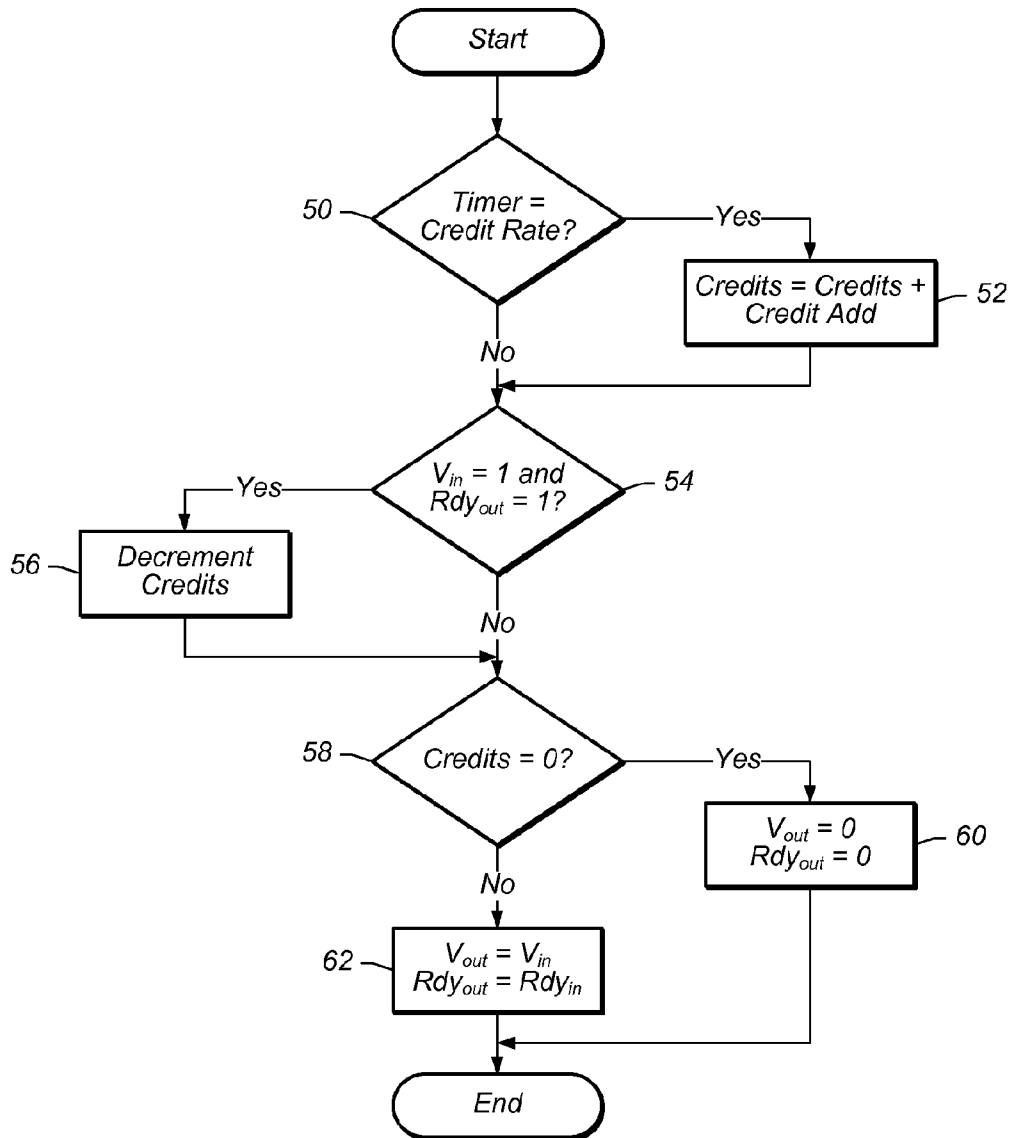 Start
50
Timer =
Credit Rate?
Yes
Credits = Credits +
Credit Add
52
No
V_in = 1 and
Rdy_out = 1?
54
Yes
56
Decrement
Credits
No
58
Credits = 0?
Yes
V_out = 0
Rdy_out = 0
60
No
62
V_out = V_in
Rdy_out = Rdy_in
End